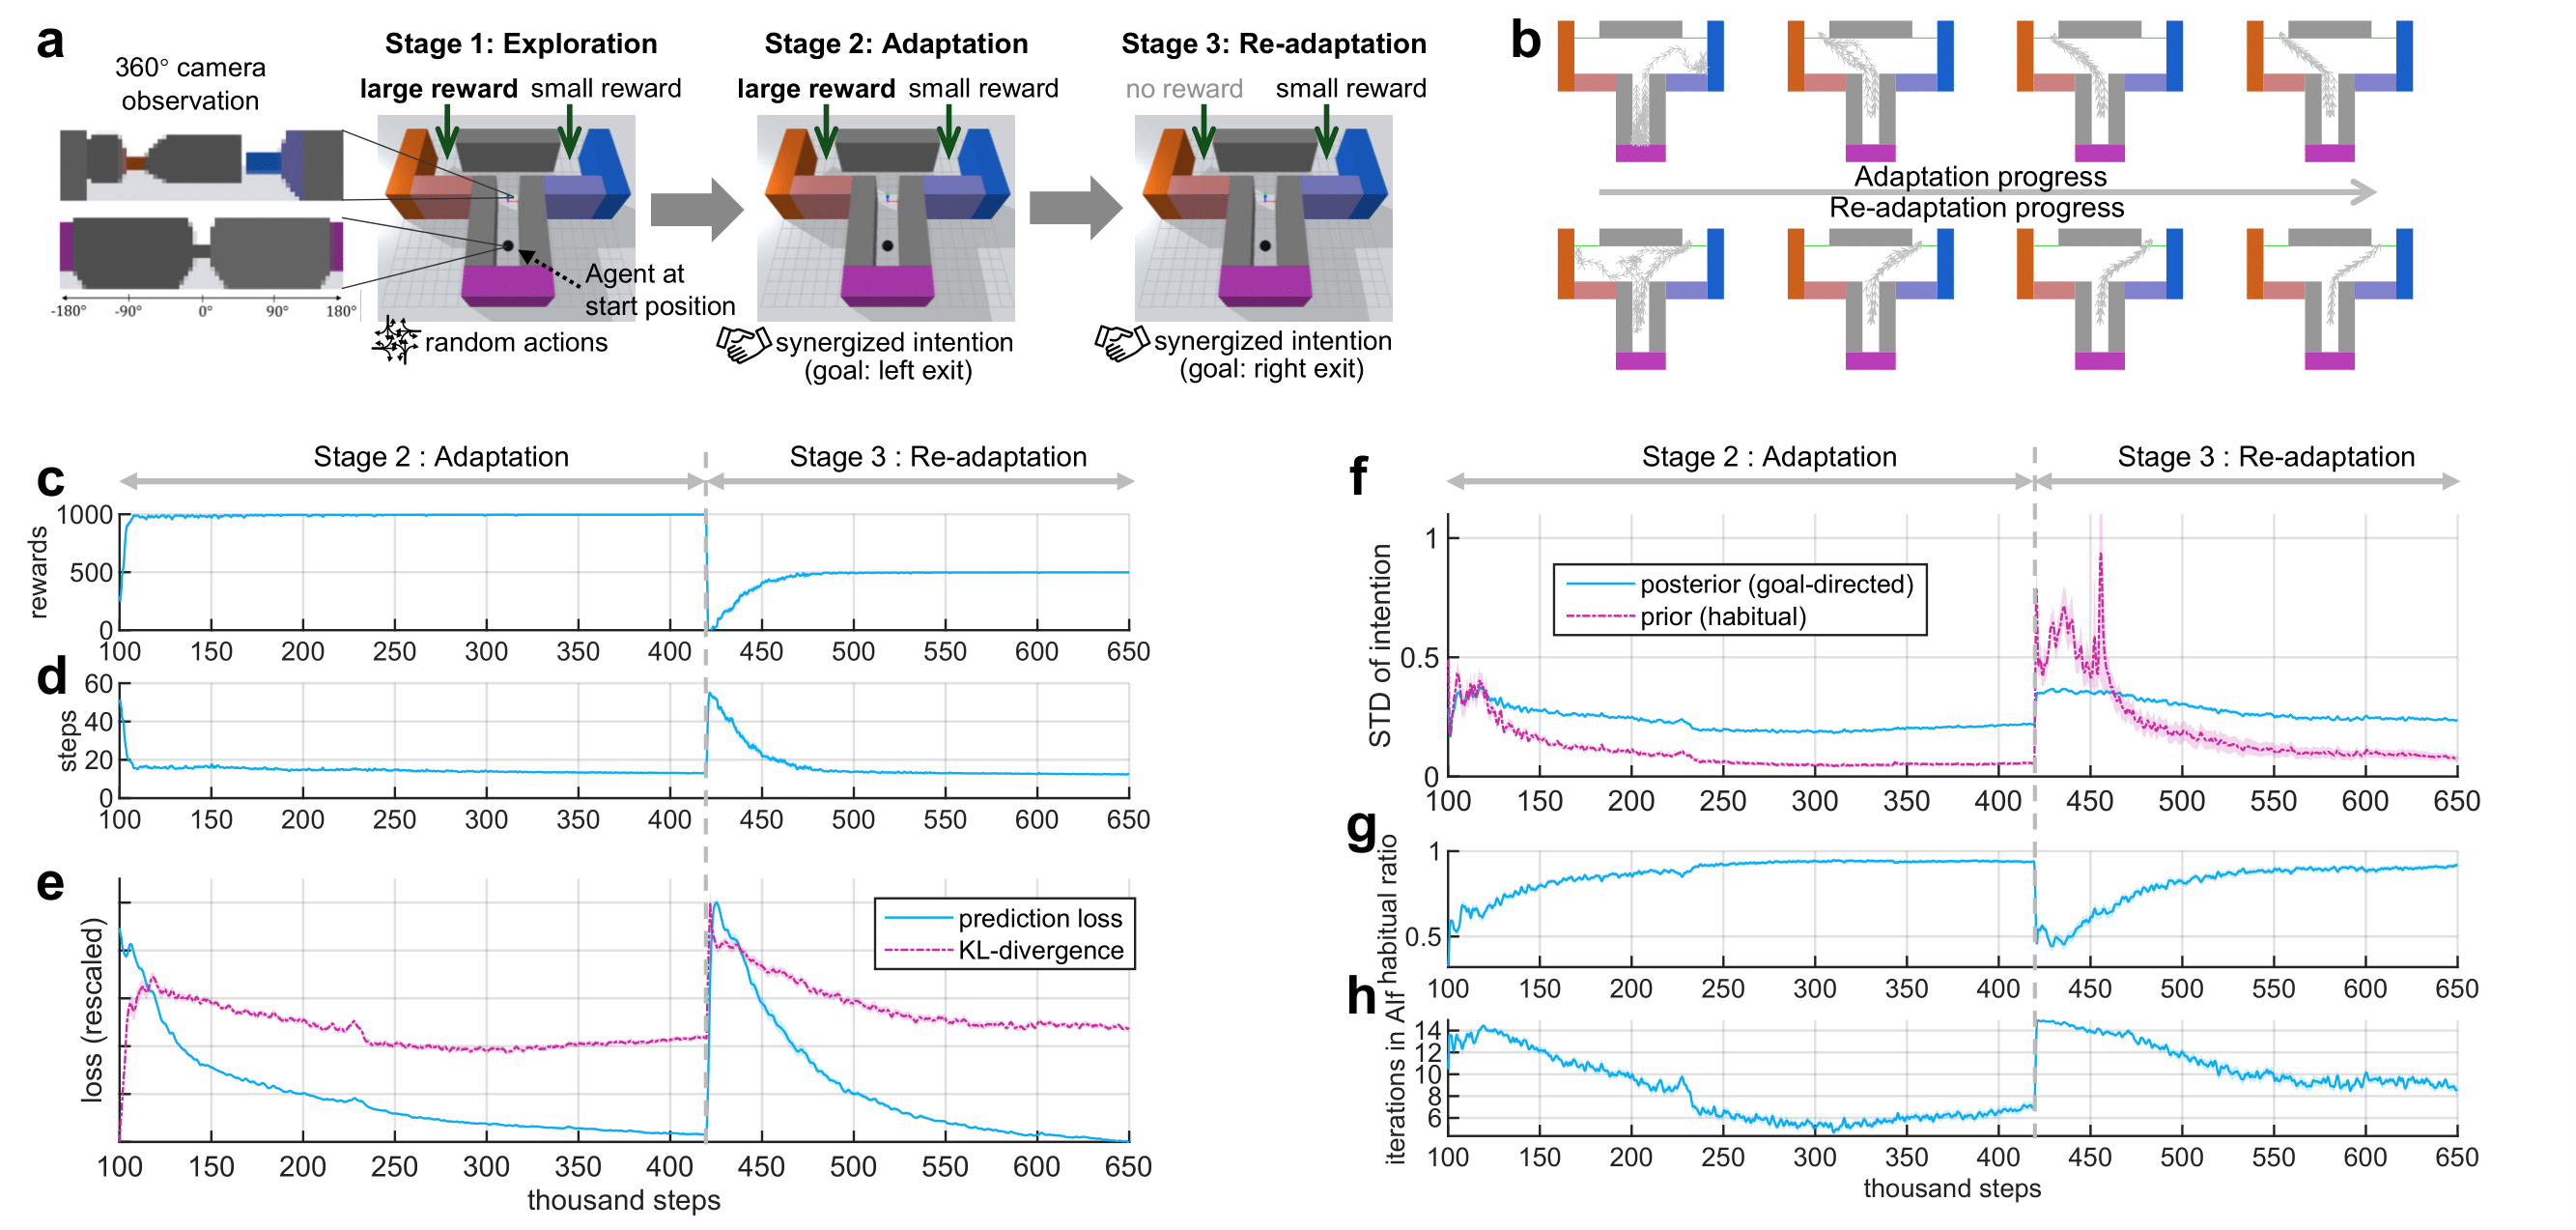 a
360° camera
observation
-180°
-90°
0°
90°
180°
Stage 1: Exploration
large reward
small reward
Agent at
start position
random actions
Stage 2: Adaptation
large reward
small reward
synergized intention
(goal: left exit)
Stage 3: Re-adaptation
no reward
small reward
synergized intention
(goal: right exit)
b
Adaptation progress
Re-adaptation progress
Stage 2 : Adaptation
Stage 3 : Re-adaptation
c
rewards
1000
500
0
100 150 200 250 300 350 400 450 500 550 600 650
d
steps
60
40
20
0
100 150 200 250 300 350 400 450 500 550 600 650
e
loss (rescaled)
prediction loss
KL-divergence
100 150 200 250 300 350 400 450 500 550 600 650
thousand steps
Stage 2 : Adaptation
Stage 3 : Re-adaptation
f
STD of intention
1
0.5
0
posterior (goal-directed)
prior (habitual)
100 150 200 250 300 350 400 450 500 550 600 650
g
habitual ratio
1
0.5
100 150 200 250 300 350 400 450 500 550 600 650
h
iterations in AIf
14
12
10
8
6
100 150 200 250 300 350 400 450 500 550 600 650
thousand steps